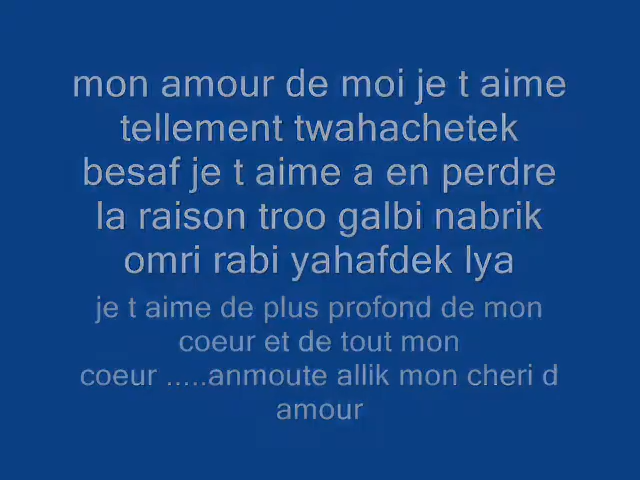 mon amour de moi je t aime
tellement twahachetek
besaf je t aime a en perdre
la raison troo galbi nabrik
omri rabi yahafdek lya
je t aime de plus profond de mon
coeur et de tout mon
coeur .....anmoute allik mon cheri d
amour